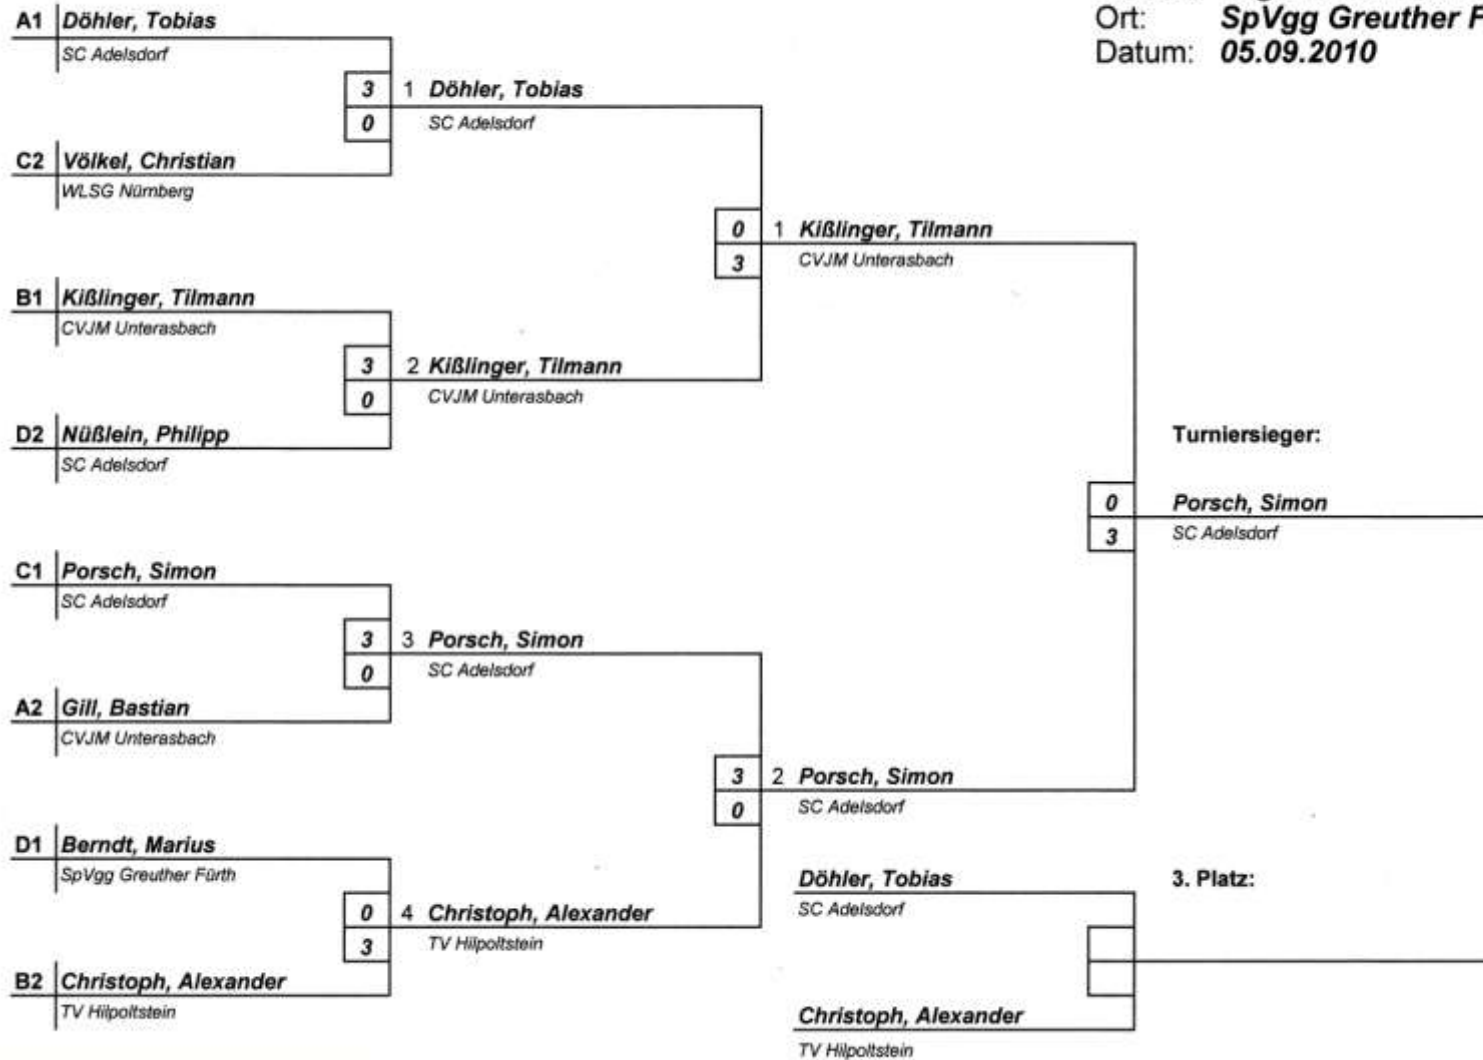 Ort: SpVgg Greuther F
Datum: 05.09.2010
A1 Döhler, Tobias
SC Adelsdorf
3 1 Döhler, Tobias
0 SC Adelsdorf
C2 Völkel, Christian
WLSG Nürnberg
0 1 Kißlinger, Tilmann
3 CVJM Unterasbach
B1 Kißlinger, Tilmann
CVJM Unterasbach
3 2 Kißlinger, Tilmann
0 CVJM Unterasbach
D2 Nüßlein, Philipp
SC Adelsdorf
Turniersieger:
0 Porsch, Simon
3 SC Adelsdorf
C1 Porsch, Simon
SC Adelsdorf
3 3 Porsch, Simon
0 SC Adelsdorf
A2 Gill, Bastian
CVJM Unterasbach
3 2 Porsch, Simon
0 SC Adelsdorf
D1 Berndt, Marius
SpVgg Greuther Fürth
Döhler, Tobias
SC Adelsdorf
3. Platz:
0 4 Christoph, Alexander
3 TV Hilpoltstein
B2 Christoph, Alexander
TV Hilpoltstein
Christoph, Alexander
TV Hilpoltstein